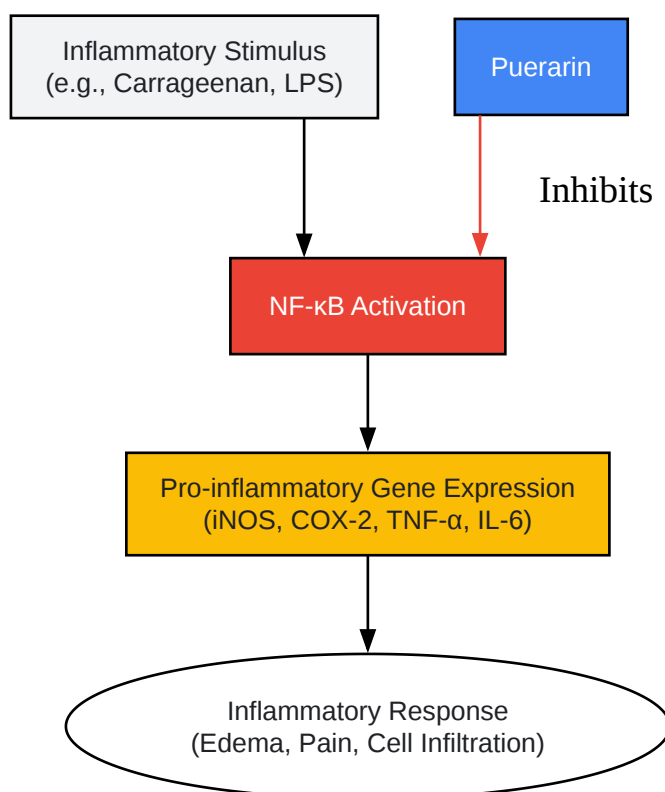 Inflammatory Stimulus
(e.g., Carrageenan, LPS)
Puerarin
Inhibits
NF-κB Activation
Pro-inflammatory Gene Expression
(iNOS, COX-2, TNF-α, IL-6)
Inflammatory Response
(Edema, Pain, Cell Infiltration)